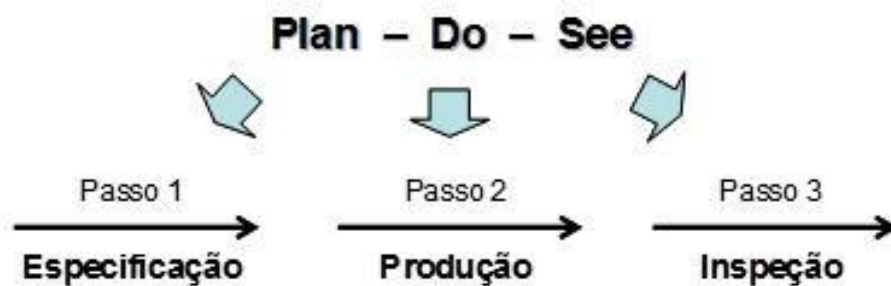 Plan – Do – See
Passo 1 Passo 2 Passo 3
Especificação Produção Inspeção